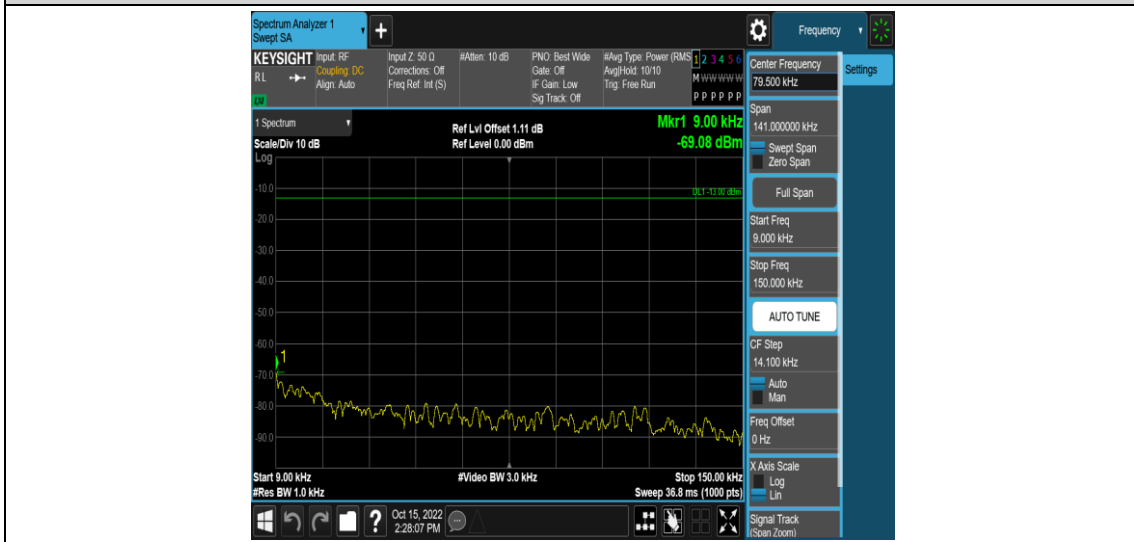 Spectrum Analyzer 1
Swept SA
+
Frequency
KEYSIGHT
RL
LXI
Input: RF
Coupling: DC
Align: Auto
Input Z: 50 Ω
Corrections: Off
Freq Ref: Int (S)
#Atten: 10 dB
PNO: Best Wide
Gate: Off
IF Gain: Low
Sig Track: Off
#Avg Type: Power (RMS
Avg|Hold: 10/10
Trig: Free Run
1 2 3 4 5 6
M W W W W W
P P P P P P
Center Frequency
79.500 kHz
Settings
Span
141.000000 kHz
Swept Span
Zero Span
Full Span
Start Freq
9.000 kHz
Stop Freq
150.000 kHz
AUTO TUNE
CF Step
14.100 kHz
Auto
Man
Freq Offset
0 Hz
X Axis Scale
Log
Lin
Signal Track
(Span Zoom)
1 Spectrum
Scale/Div 10 dB
Ref Lvl Offset 1.11 dB
Ref Level 0.00 dBm
Mkr1 9.00 kHz
-69.08 dBm
Log
DL1 -13.00 dBm
-10.0
-20.0
-30.0
-40.0
-50.0
-60.0
1
-70.0
-80.0
-90.0
Start 9.00 kHz
#Video BW 3.0 kHz
Stop 150.00 kHz
#Res BW 1.0 kHz
Sweep 36.8 ms (1000 pts)
?
Oct 15, 2022
2:28:07 PM